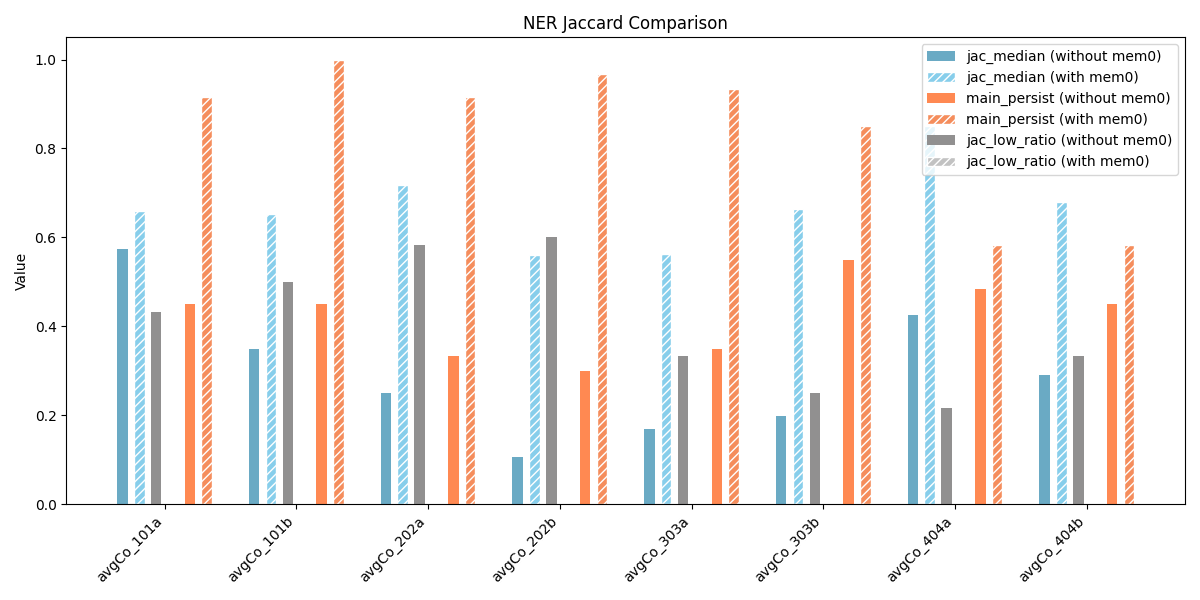 NER Jaccard Comparison
jac_median (without mem0)
jac_median (with mem0)
main_persist (without mem0)
main_persist (with mem0)
jac_low_ratio (without mem0)
jac_low_ratio (with mem0)
Value
1.0
0.8
0.6
0.4
0.2
0.0
avgCo_101a
avgCo_101b
avgCo_202a
avgCo_202b
avgCo_303a
avgCo_303b
avgCo_404a
avgCo_404b